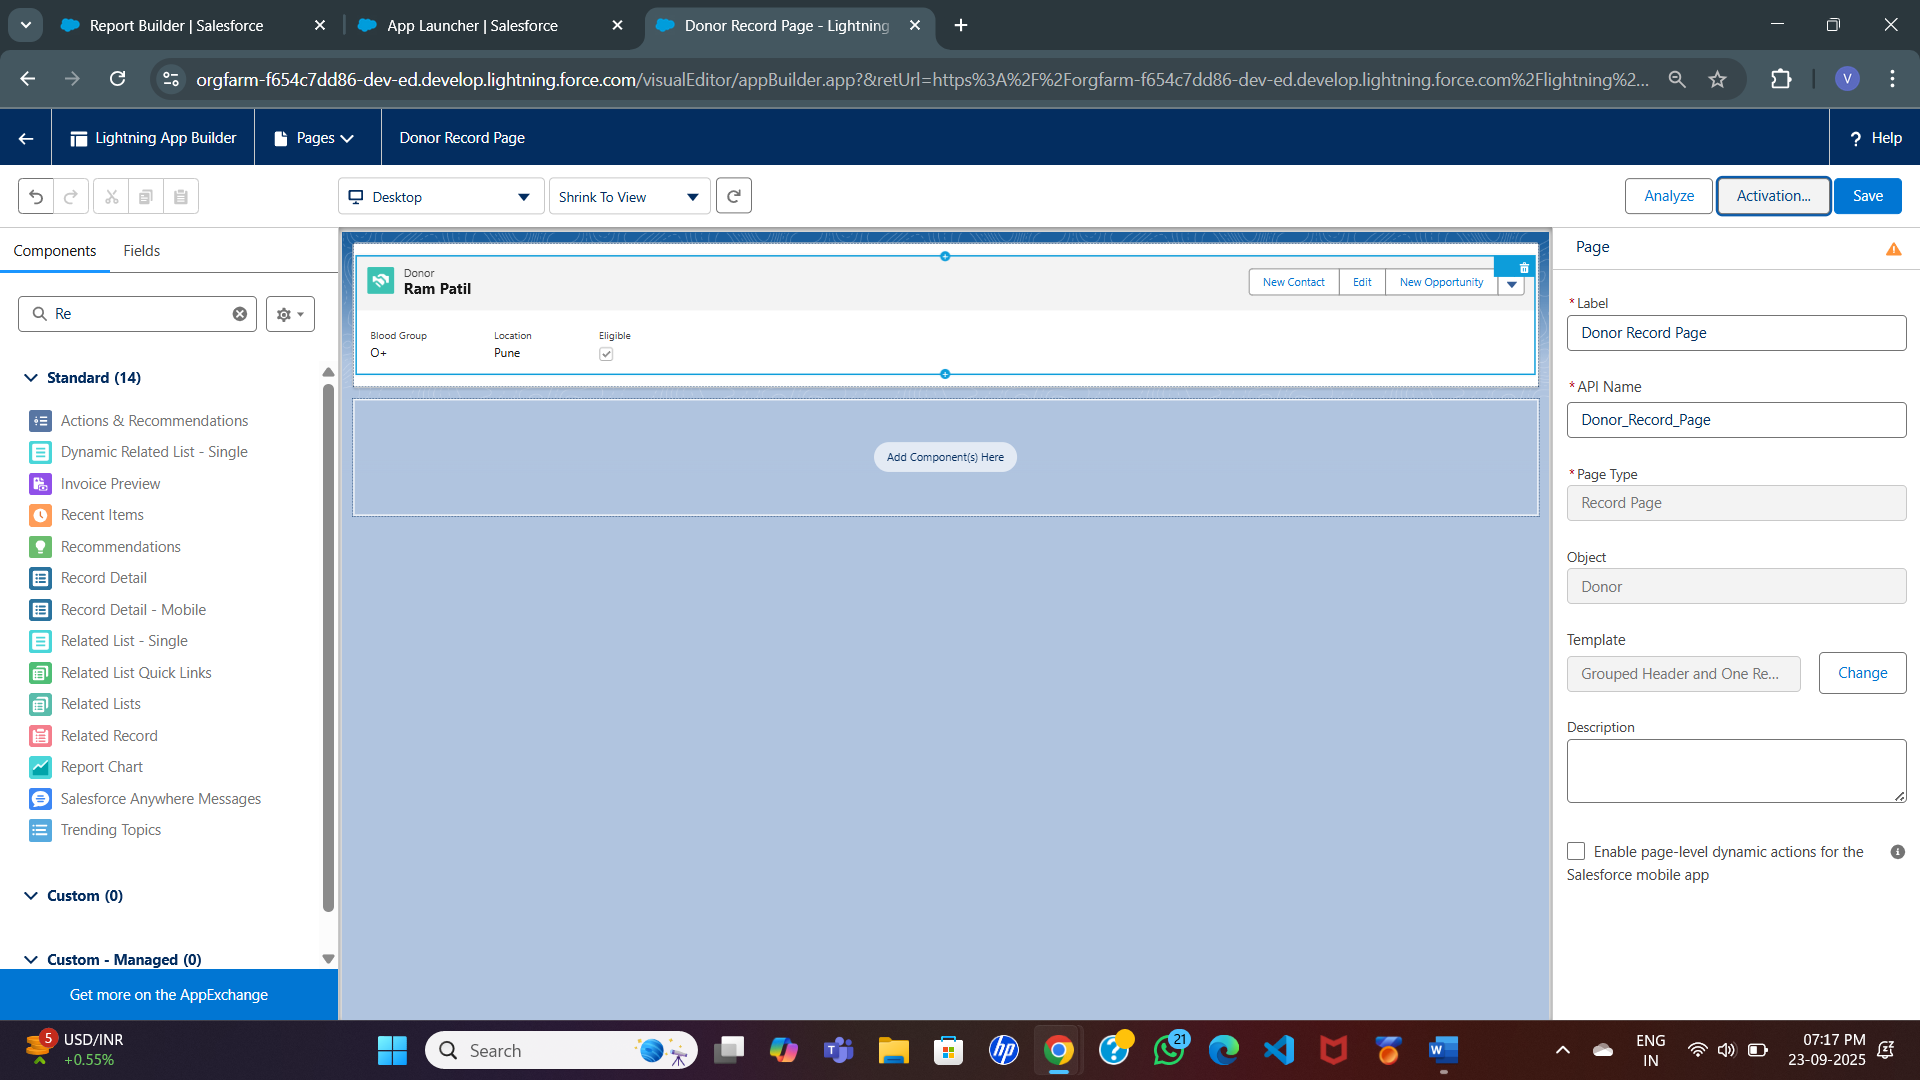 Report Builder | Salesforce
App Launcher | Salesforce
Donor Record Page - Lightning
orgfarm-f654c7dd86-dev-ed.develop.lightning.force.com/visualEditor/appBuilder.app?&retUrl=https%3A%2F%2Forgfarm-f654c7dd86-dev-ed.develop.lightning.force.com%2Flightning%2...
V
Lightning App Builder
Pages
Donor Record Page
? Help
Desktop
Shrink To View
Analyze
Activation...
Save
Components
Fields
Re
Standard (14)
Actions & Recommendations
Dynamic Related List - Single
Invoice Preview
Recent Items
Recommendations
Record Detail
Record Detail - Mobile
Related List - Single
Related List Quick Links
Related Lists
Related Record
Report Chart
Salesforce Anywhere Messages
Trending Topics
Custom (0)
Custom - Managed (0)
Get more on the AppExchange
Donor
Ram Patil
New Contact
Edit
New Opportunity
Blood Group
O+
Location
Pune
Eligible
Add Component(s) Here
Page
*Label
Donor Record Page
*API Name
Donor_Record_Page
*Page Type
Record Page
Object
Donor
Template
Grouped Header and One Re...
Change
Description
Enable page-level dynamic actions for the
Salesforce mobile app
5
USD/INR
+0.55%
Search
21
ENG
IN
07:17 PM
23-09-2025